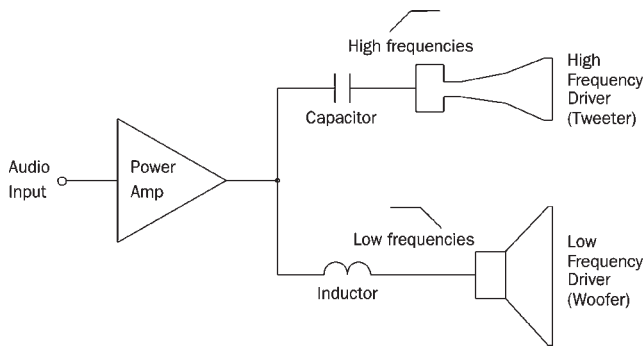 High frequencies
High
Frequency
Driver
(Tweeter)
Capacitor
Audio
Input
Power
Amp
Low frequencies
Low
Frequency
Driver
(Woofer)
Inductor